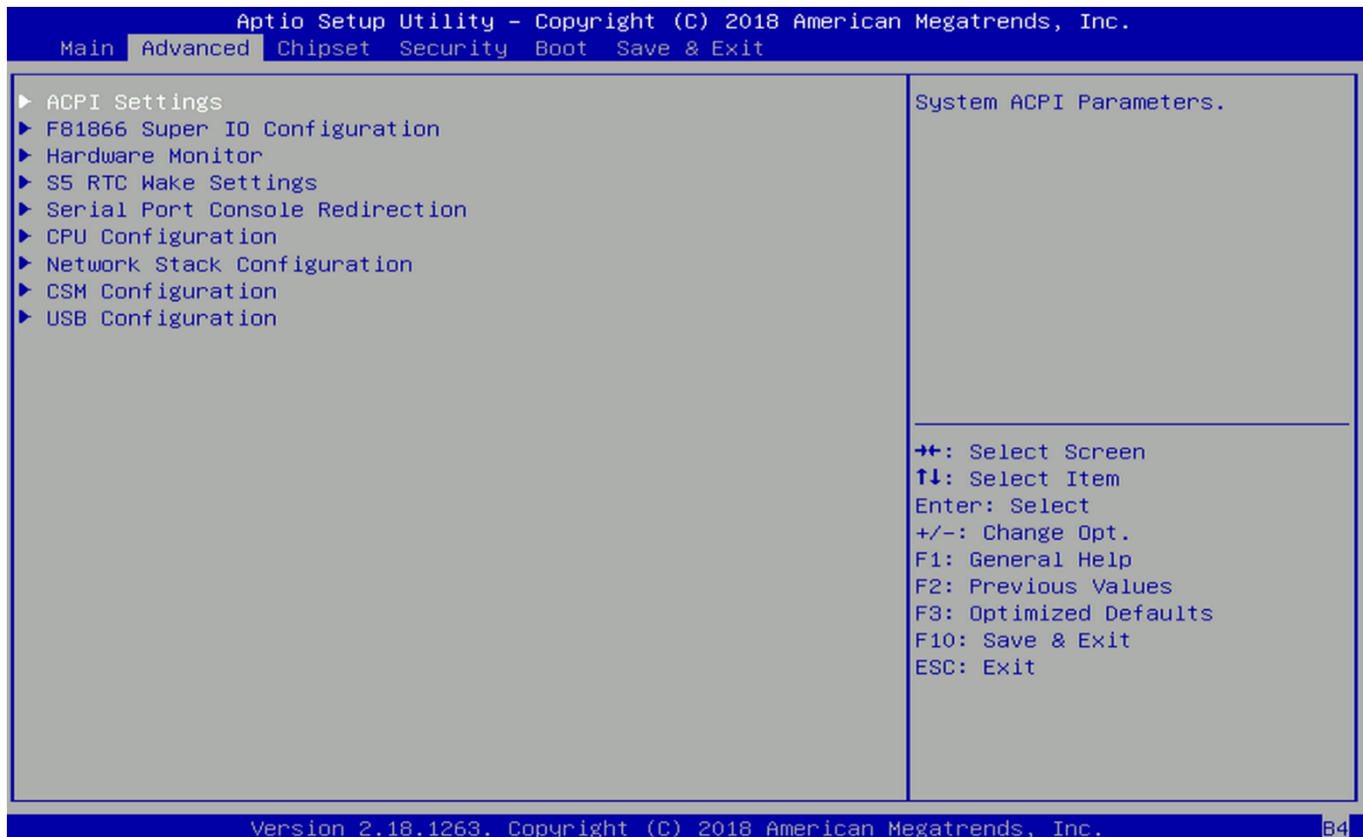 Aptio Setup Utility – Copyright (C) 2018 American Megatrends, Inc.
Main Advanced Chipset Security Boot Save & Exit
▶ ACPI Settings
▶ F81866 Super IO Configuration
▶ Hardware Monitor
▶ S5 RTC Wake Settings
▶ Serial Port Console Redirection
▶ CPU Configuration
▶ Network Stack Configuration
▶ CSM Configuration
▶ USB Configuration
System ACPI Parameters.
→←: Select Screen
↑↓: Select Item
Enter: Select
+/-: Change Opt.
F1: General Help
F2: Previous Values
F3: Optimized Defaults
F10: Save & Exit
ESC: Exit
Version 2.18.1263. Copyright (C) 2018 American Megatrends, Inc.
B4